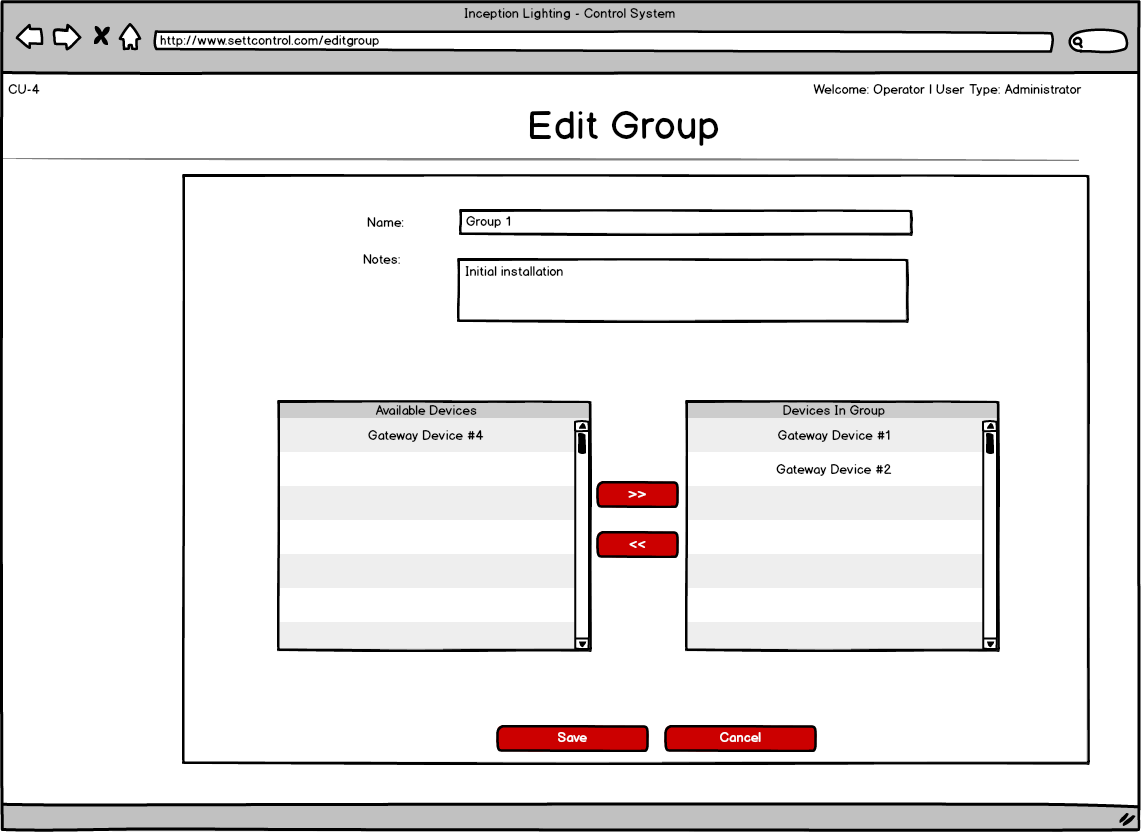 Inception Lighting - Control System
http://www.settcontrol.com/editgroup
CU-4
Welcome: Operator | User Type: Administrator
Edit Group
Name:
Group 1
Notes:
Initial installation
Available Devices
Gateway Device #4
>>
<<
Devices In Group
Gateway Device #1
Gateway Device #2
Save
Cancel